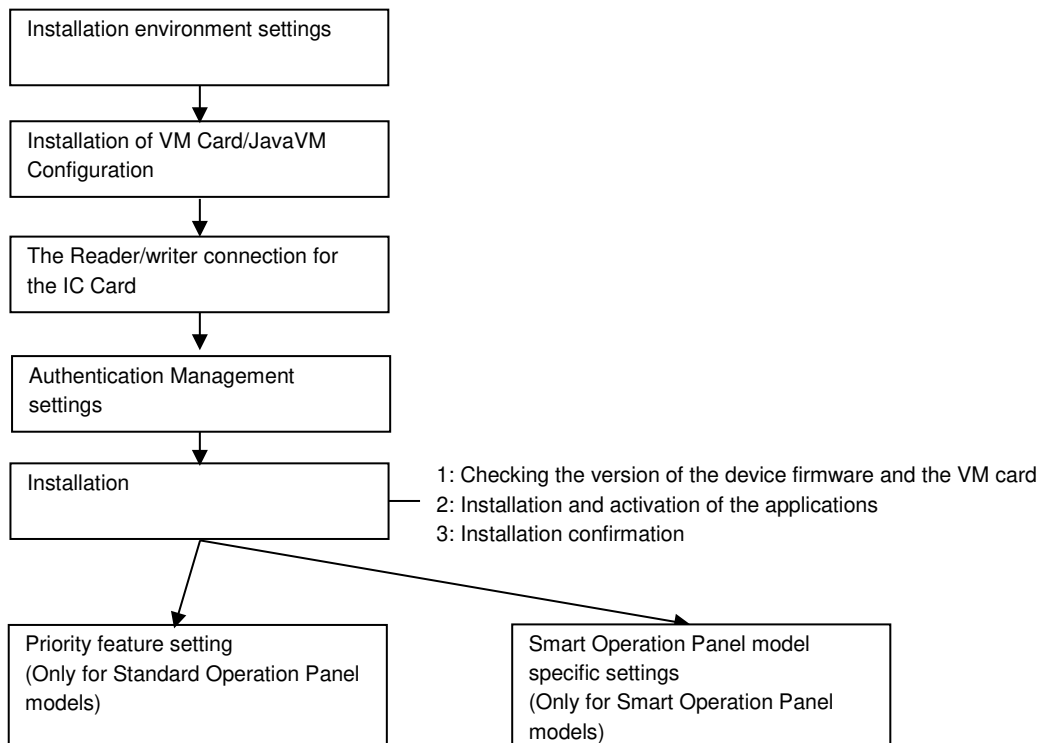 Installation environment settings
Installation of VM Card/JavaVM
Configuration
The Reader/writer connection for
the IC Card
Authentication Management
settings
Installation
1: Checking the version of the device firmware and the VM card
2: Installation and activation of the applications
3: Installation confirmation
Priority feature setting
(Only for Standard Operation Panel
models)
Smart Operation Panel model
specific settings
(Only for Smart Operation Panel
models)